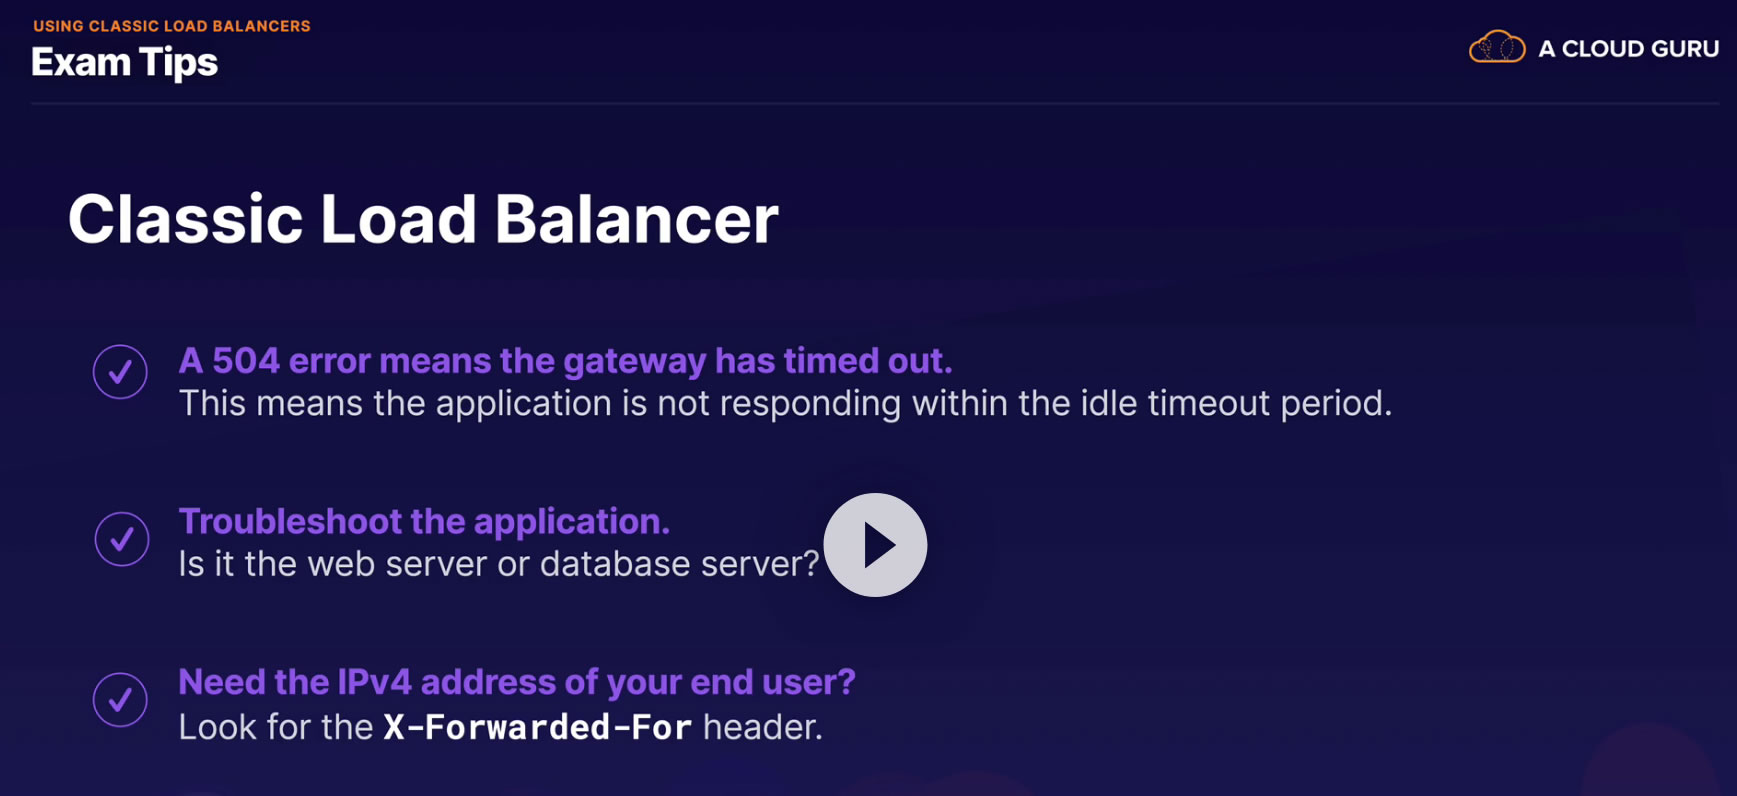 USING CLASSIC LOAD BALANCERS
Exam Tips
A CLOUD GURU
Classic Load Balancer
A 504 error means the gateway has timed out.
This means the application is not responding within the idle timeout period.
Troubleshoot the application.
Is it the web server or database server?
Need the IPv4 address of your end user?
Look for the X-Forwarded-For header.